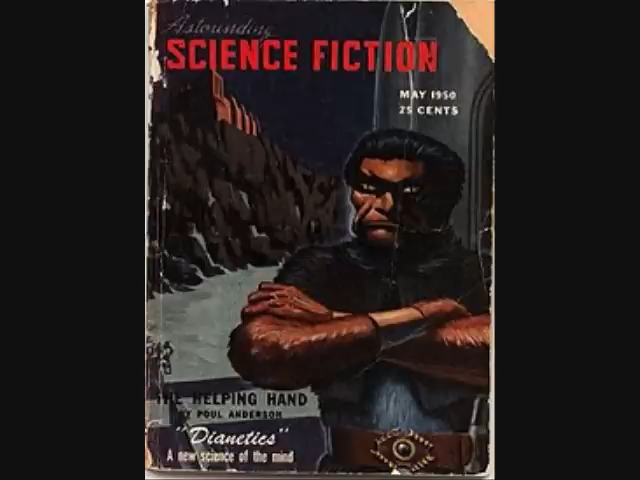 Astounding
SCIENCE FICTION
MAY 1950
25 CENTS
THE HELPING HAND
BY POUL ANDERSON
"Dianetics"
A new science of the mind